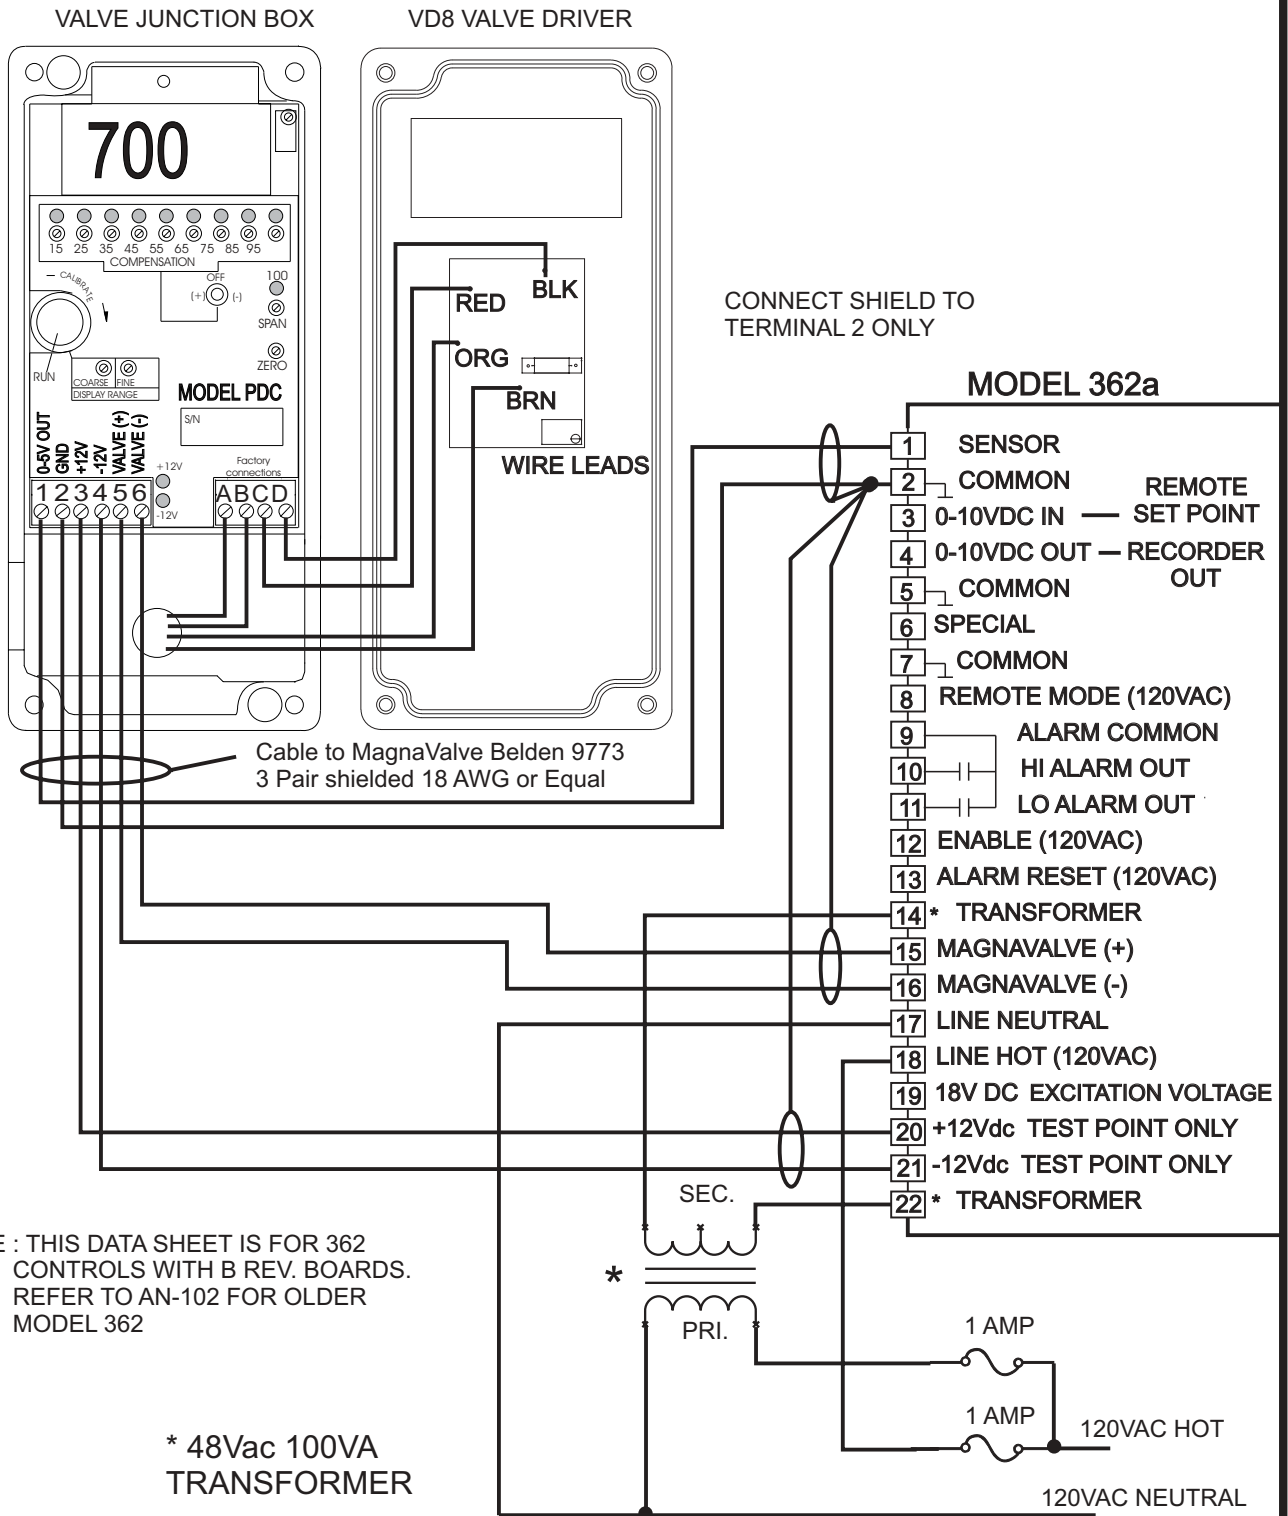 VALVE JUNCTION BOX
VD8 VALVE DRIVER
700
15 25 35 45 55 65 75 85 95
COMPENSATION
CALIBRATE
OFF
(+) (-)
100
SPAN
ZERO
RUN
COARSE FINE
DISPLAY RANGE
MODEL PDC
S/N
0-5V OUT
GND
+12V
-12V
VALVE (+)
VALVE (-)
+12V
-12V
Factory
connections
1 2 3 4 5 6
A B C D
BLK
RED
ORG
BRN
WIRE LEADS
CONNECT SHIELD TO
TERMINAL 2 ONLY
MODEL 362a
1 SENSOR
2 COMMON
3 0-10VDC IN — REMOTE SET POINT
4 0-10VDC OUT — RECORDER OUT
5 COMMON
6 SPECIAL
7 COMMON
8 REMOTE MODE (120VAC)
9 ALARM COMMON
10 HI ALARM OUT
11 LO ALARM OUT
12 ENABLE (120VAC)
13 ALARM RESET (120VAC)
14 * TRANSFORMER
15 MAGNAVALVE (+)
16 MAGNAVALVE (-)
17 LINE NEUTRAL
18 LINE HOT (120VAC)
19 18V DC EXCITATION VOLTAGE
20 +12Vdc TEST POINT ONLY
21 -12Vdc TEST POINT ONLY
22 * TRANSFORMER
Cable to MagnaValve Belden 9773
3 Pair shielded 18 AWG or Equal
SEC.
*
PRI.
E : THIS DATA SHEET IS FOR 362
CONTROLS WITH B REV. BOARDS.
REFER TO AN-102 FOR OLDER
MODEL 362
1 AMP
1 AMP
120VAC HOT
120VAC NEUTRAL
* 48Vac 100VA
TRANSFORMER